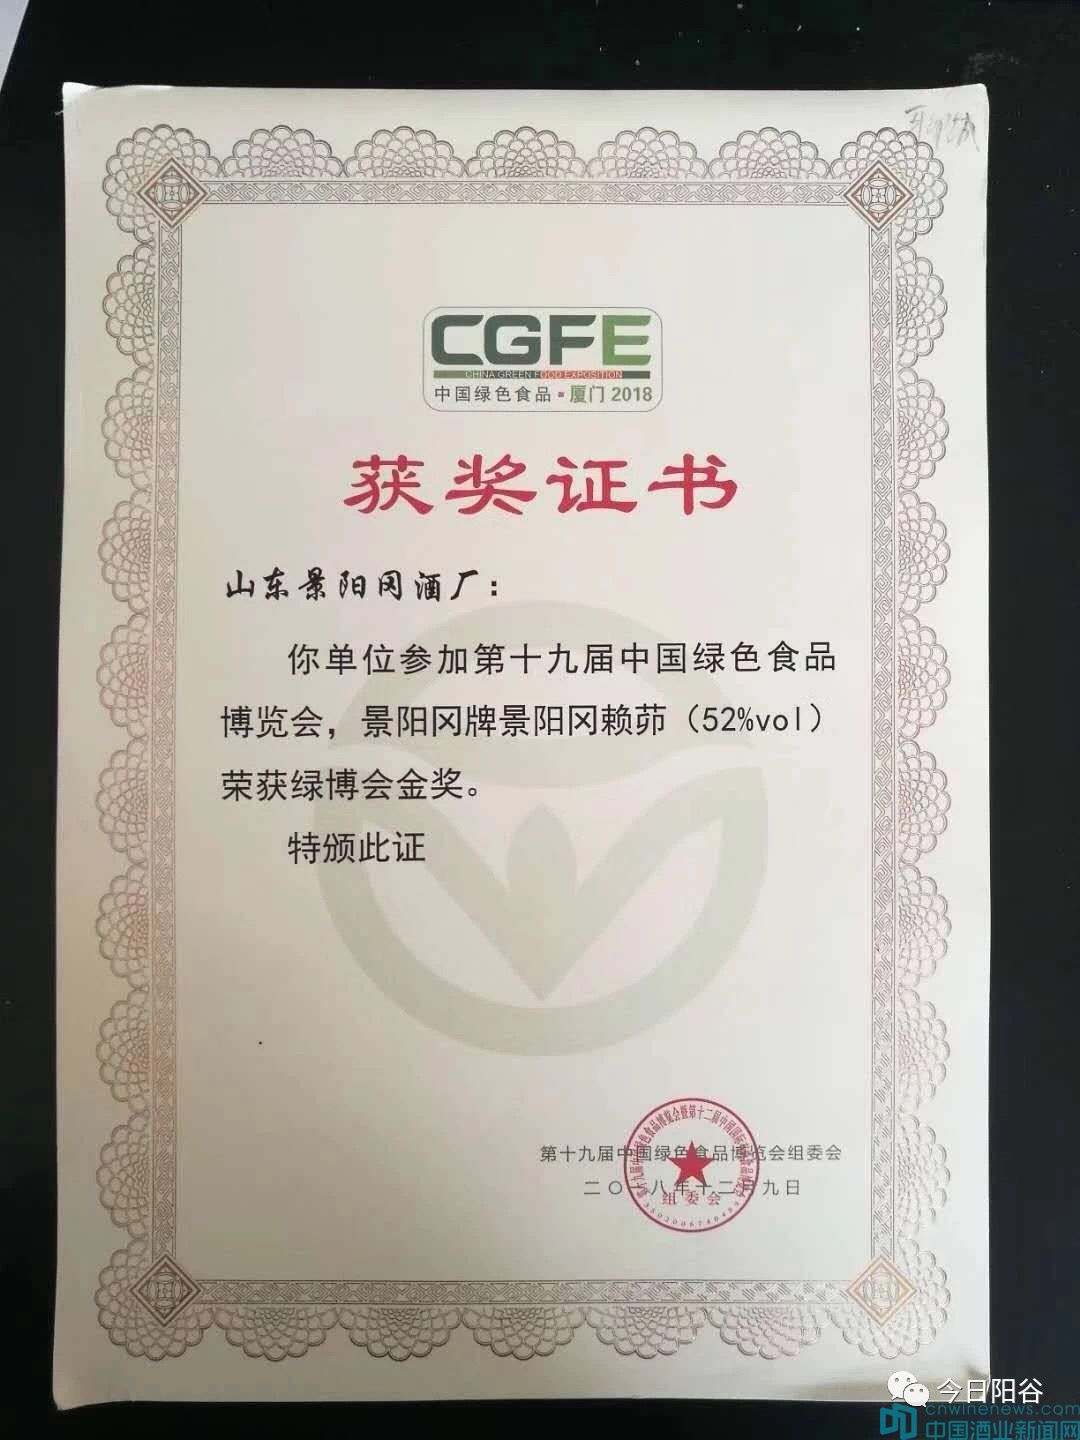 CGFE
CHINA GREEN FOOD EXPOSITION
中国绿色食品·厦门 2018
获奖证书
山东景阳冈酒厂：
你单位参加第十九届中国绿色食品
博览会，景阳冈牌景阳冈赖茆（52%vol）
荣获绿博会金奖。
特颁此证
第十九届中国绿色食品博览会组委会
二〇一八年十二月九日
组委会
今日阳谷
cnwinenews.com
中国酒业新闻网